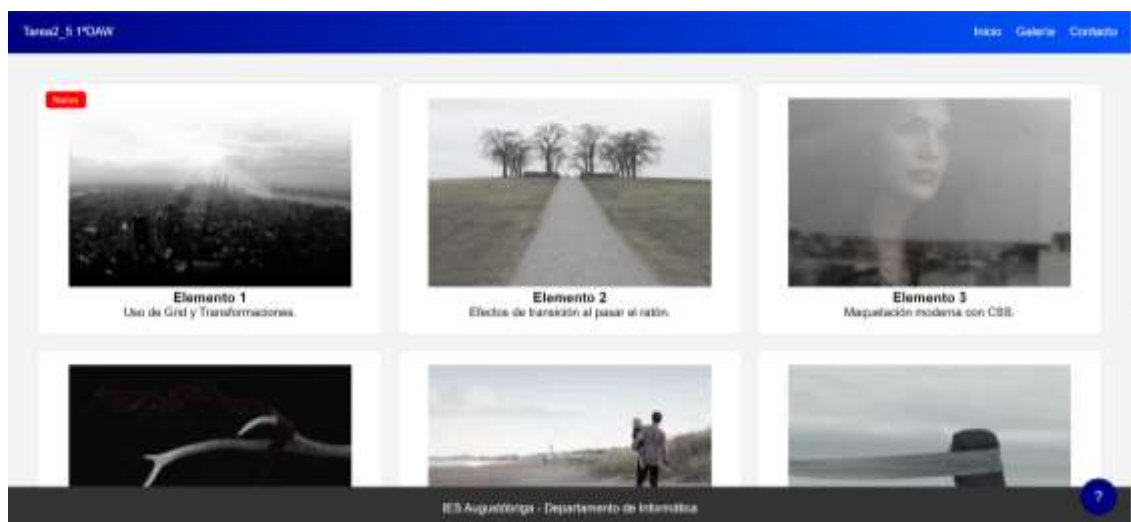 Tarea2_5 1ºDAW
Inicio Galería Contacto
Nuevo
Elemento 1
Uso de Grid y Transformaciones.
Elemento 2
Efectos de transición al pasar el ratón.
Elemento 3
Maquetación moderna con CSS.
IES Augustóbriga - Departamento de Informática
?